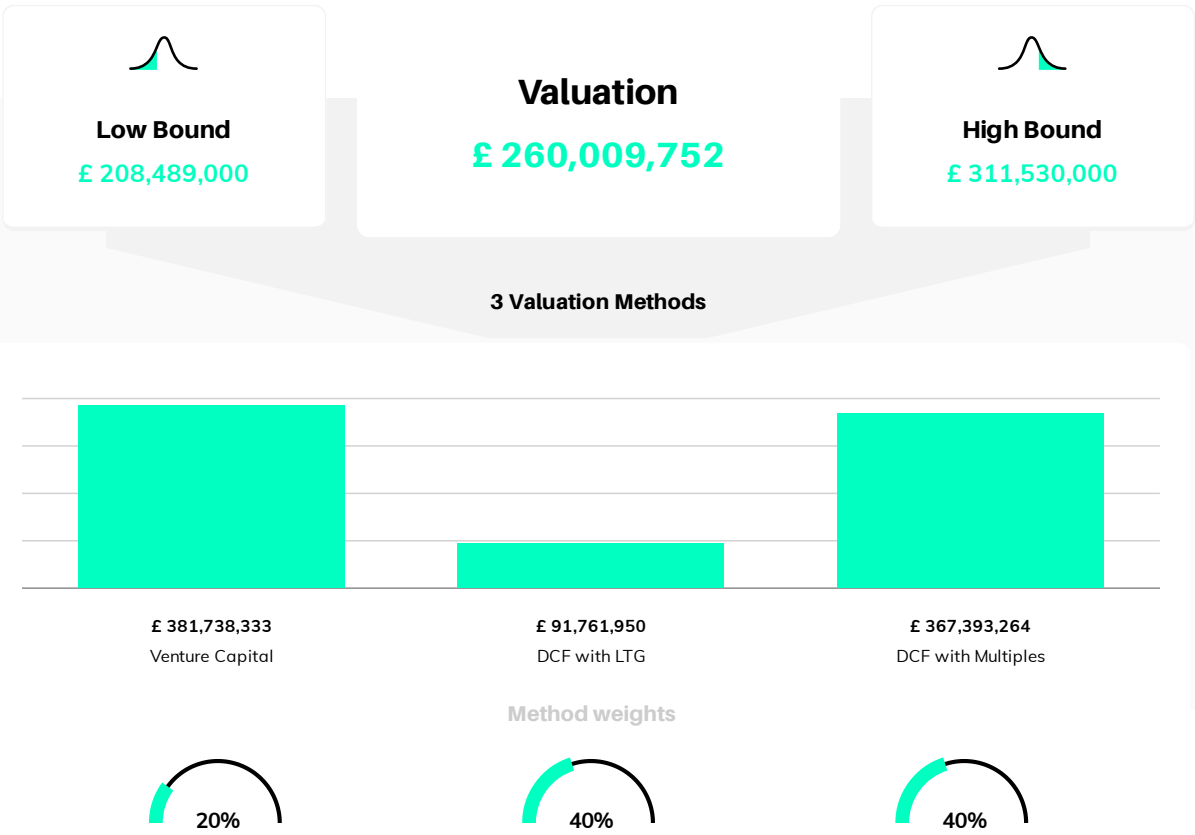 Low Bound
£ 208,489,000
Valuation
£ 260,009,752
High Bound
£ 311,530,000
3 Valuation Methods
£ 381,738,333
Venture Capital
£ 91,761,950
DCF with LTG
£ 367,393,264
DCF with Multiples
Method weights
20%
40%
40%